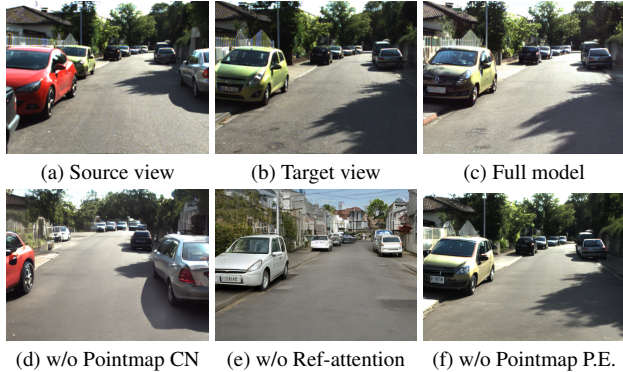 (a) Source view (b) Target view (c) Full model
(d) w/o Pointmap CN (e) w/o Ref-attention (f) w/o Pointmap P.E.